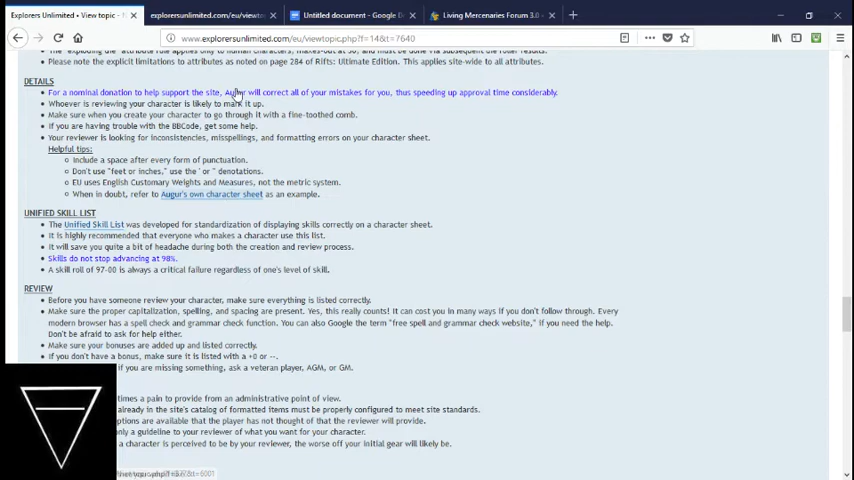 Explorers Unlimited • View topic -
explorersunlimited.com/eu/viewto
Untitled document - Google D
Living Mercenaries Forum 3.0 •
www.explorersunlimited.com/eu/viewtopic.php?f=14&t=7640
Please note the explicit limitations to attributes as noted on page 284 of Rifts: Ultimate Edition. This applies site-wide to all attributes.
DETAILS
For a nominal donation to help support the site, Augur will correct all of your mistakes for you, thus speeding up approval time considerably.
Whoever is reviewing your character is likely to mark it up.
Make sure when you create your character to go through it with a fine-toothed comb.
If you are having trouble with the BBCode, get some help.
Your reviewer is looking for inconsistencies, misspellings, and formatting errors on your character sheet.
Helpful tips:
Include a space after every form of punctuation.
Don't use "feet or inches," use the ' or " denotations.
EU uses English Customary Weights and Measures, not the metric system.
When in doubt, refer to Augur's own character sheet as an example.
UNIFIED SKILL LIST
The Unified Skill List was developed for standardization of displaying skills correctly on a character sheet.
It is highly recommended that everyone who makes a character use this list.
It will save you quite a bit of headache during both the creation and review process.
Skills do not stop advancing at 98%.
A skill roll of 97-00 is always a critical failure regardless of one's level of skill.
REVIEW
Before you have someone review your character, make sure everything is listed correctly.
Make sure the proper capitalization, spelling, and spacing are present. Yes, this really counts! It can cost you in many ways if you don't follow through. Every
modern browser has a spell check and grammar check function. You can also Google the term "free spell and grammar check website," if you need the help.
Don't be afraid to ask for help either.
Make sure your bonuses are added up and listed correctly.
If you don't have a bonus, make sure it is listed with a +0 or --.
if you are missing something, ask a veteran player, AGM, or GM.
times a pain to provide from an administrative point of view.
already in the site's catalog of formatted items must be properly configured to meet site standards.
options are available that the player has not thought of that the reviewer will provide.
only a guideline to your reviewer of what you want for your character.
a character is perceived to be by your reviewer, the worse off your initial gear will likely be.